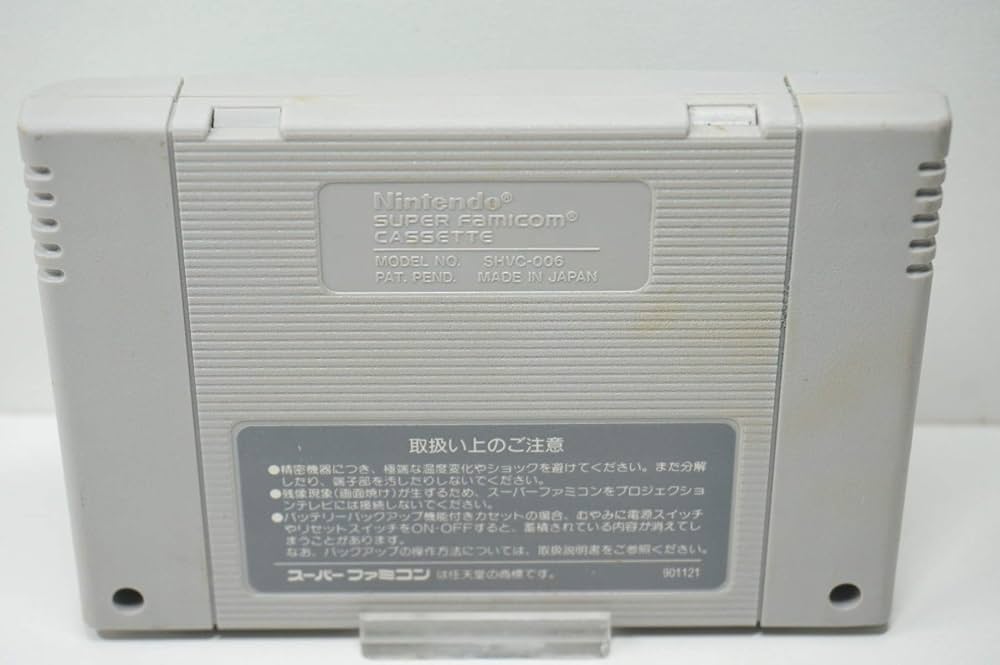 Nintendo®
SUPER FAMICOM®
CASSETTE
MODEL NO. SHVC-006
PAT. PEND. MADE IN JAPAN
取扱い上のご注意
●精密機器につき、極端な温度変化やショックを避けてください。また分解
したり、端子部を汚したりしないでください。
●残像現象(画面焼け)が生ずるため、スーパーファミコンをプロジェクショ
ンテレビには接続しないでください。
●バッテリーバックアップ機能付きカセットの場合、むやみに電源スイッチ
やリセットスイッチをON・OFFすると、蓄積されている内容が消えてし
まうことがあります。
なお、バックアップの操作方法については、取扱説明書をご参照ください。
スーパーファミコンは任天堂の商標です。 901121